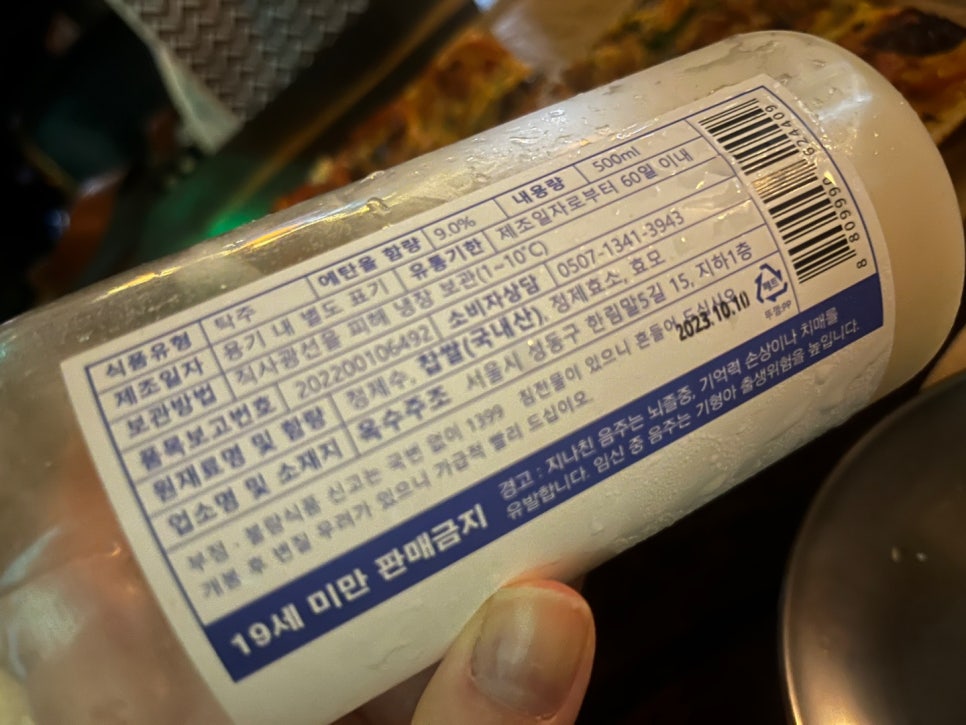 식품유형 탁주 에탄올 함량 9.0% 내용량 500ml
제조일자 용기 내 별도 표기 유통기한 제조일자로부터 60일 이내
보관방법 직사광선을 피해 냉장 보관(1~10℃)
품목보고번호 소비자상담 0507-1341-3943
원재료명 및 함량 정제수, 찹쌀(국내산), 정제효소, 효모
업소명 및 소재지 옥수주조 서울시 성동구 한림말5길 15, 지하1층
부정·불량식품 신고는 국번 없이 1399 침전물이 있으니 흔들어 드십시오
개봉 후 변질 우려가 있으니 가급적 빨리 드십시오
2023.10.10
페트
뚜껑:PP
19세 미만 판매금지
경고 : 지나친 음주는 뇌졸중, 기억력 손상이나 치매를
유발합니다. 임신 중 음주는 기형아 출생위험을 높입니다.